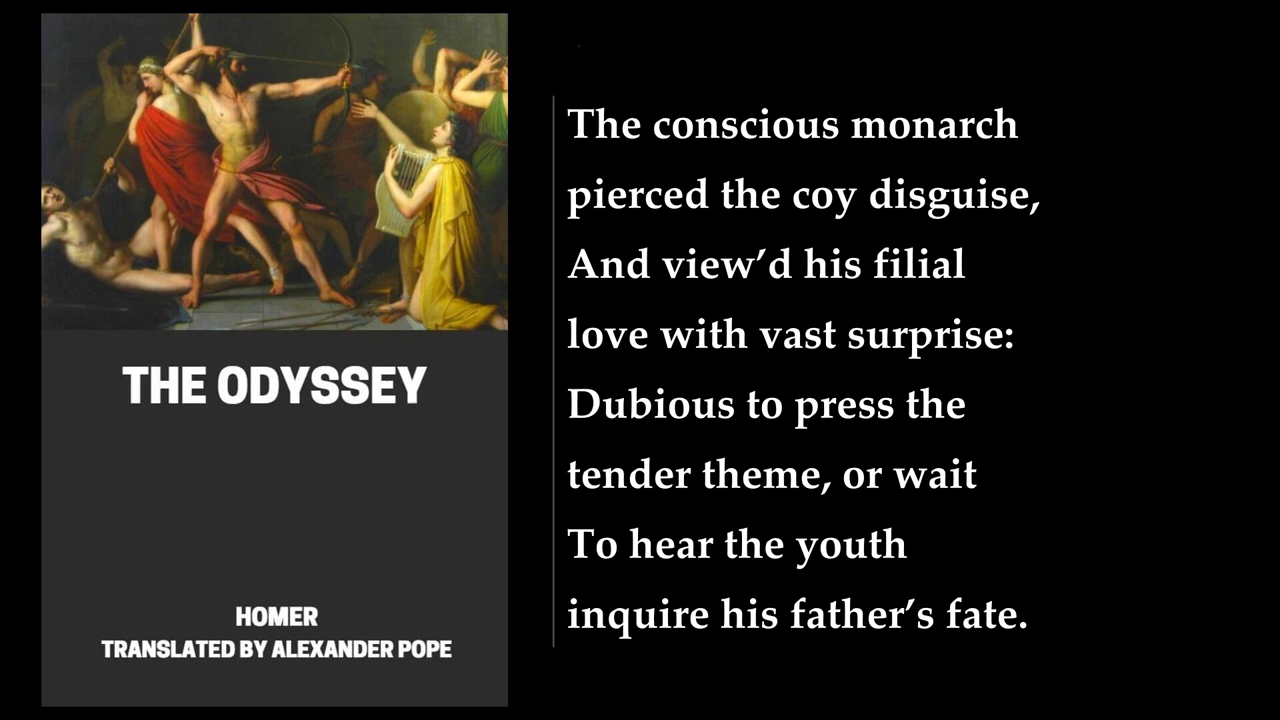 THE ODYSSEY
HOMER
TRANSLATED BY ALEXANDER POPE
The conscious monarch
pierced the coy disguise,
And view’d his filial
love with vast surprise:
Dubious to press the
tender theme, or wait
To hear the youth
inquire his father’s fate.